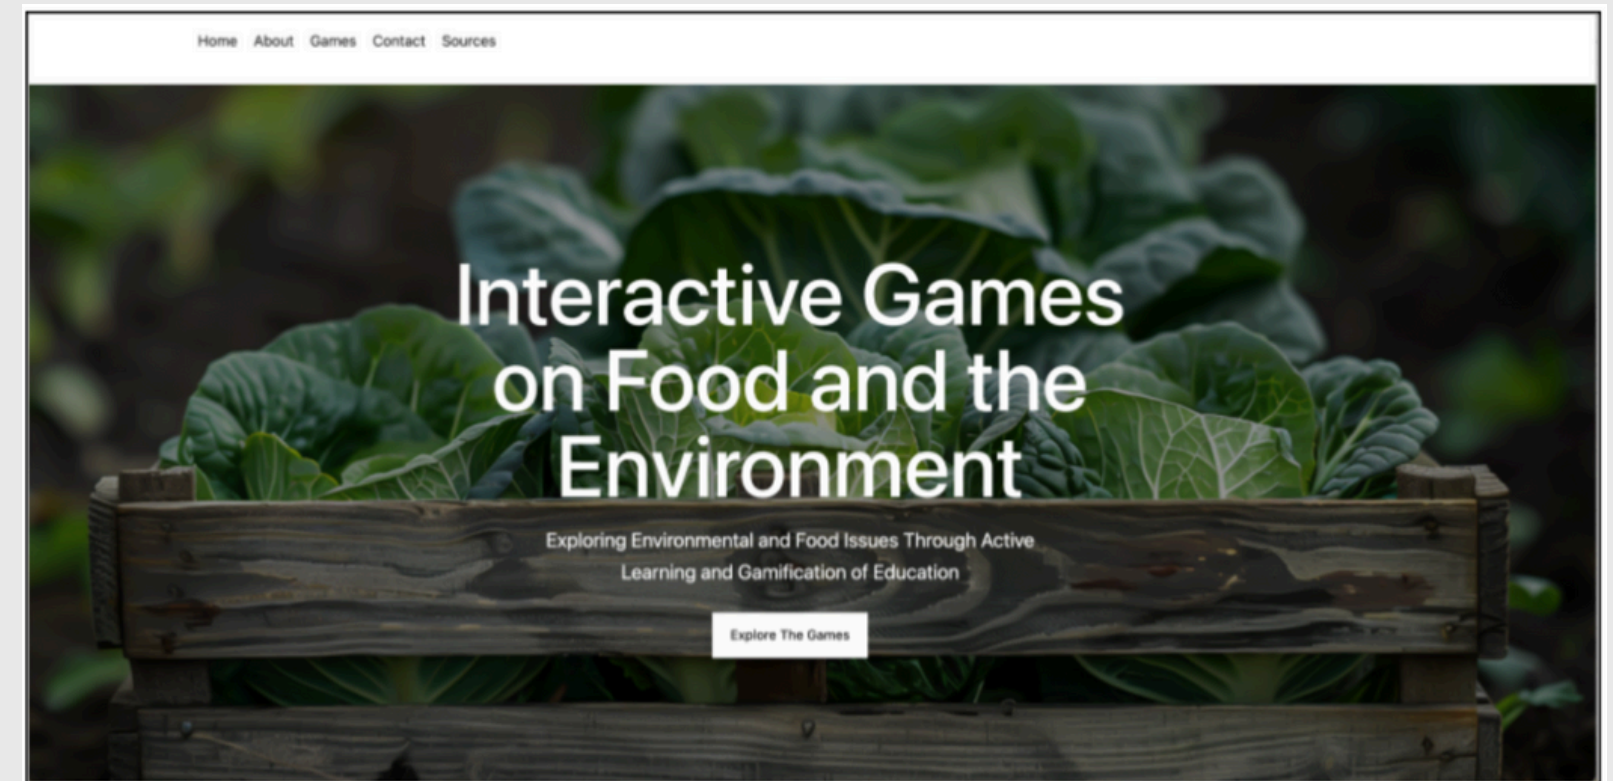 Home About Games Contact Sources
Interactive Games
on Food and the
Environment
Exploring Environmental and Food Issues Through Active
Learning and Gamification of Education
Explore The Games